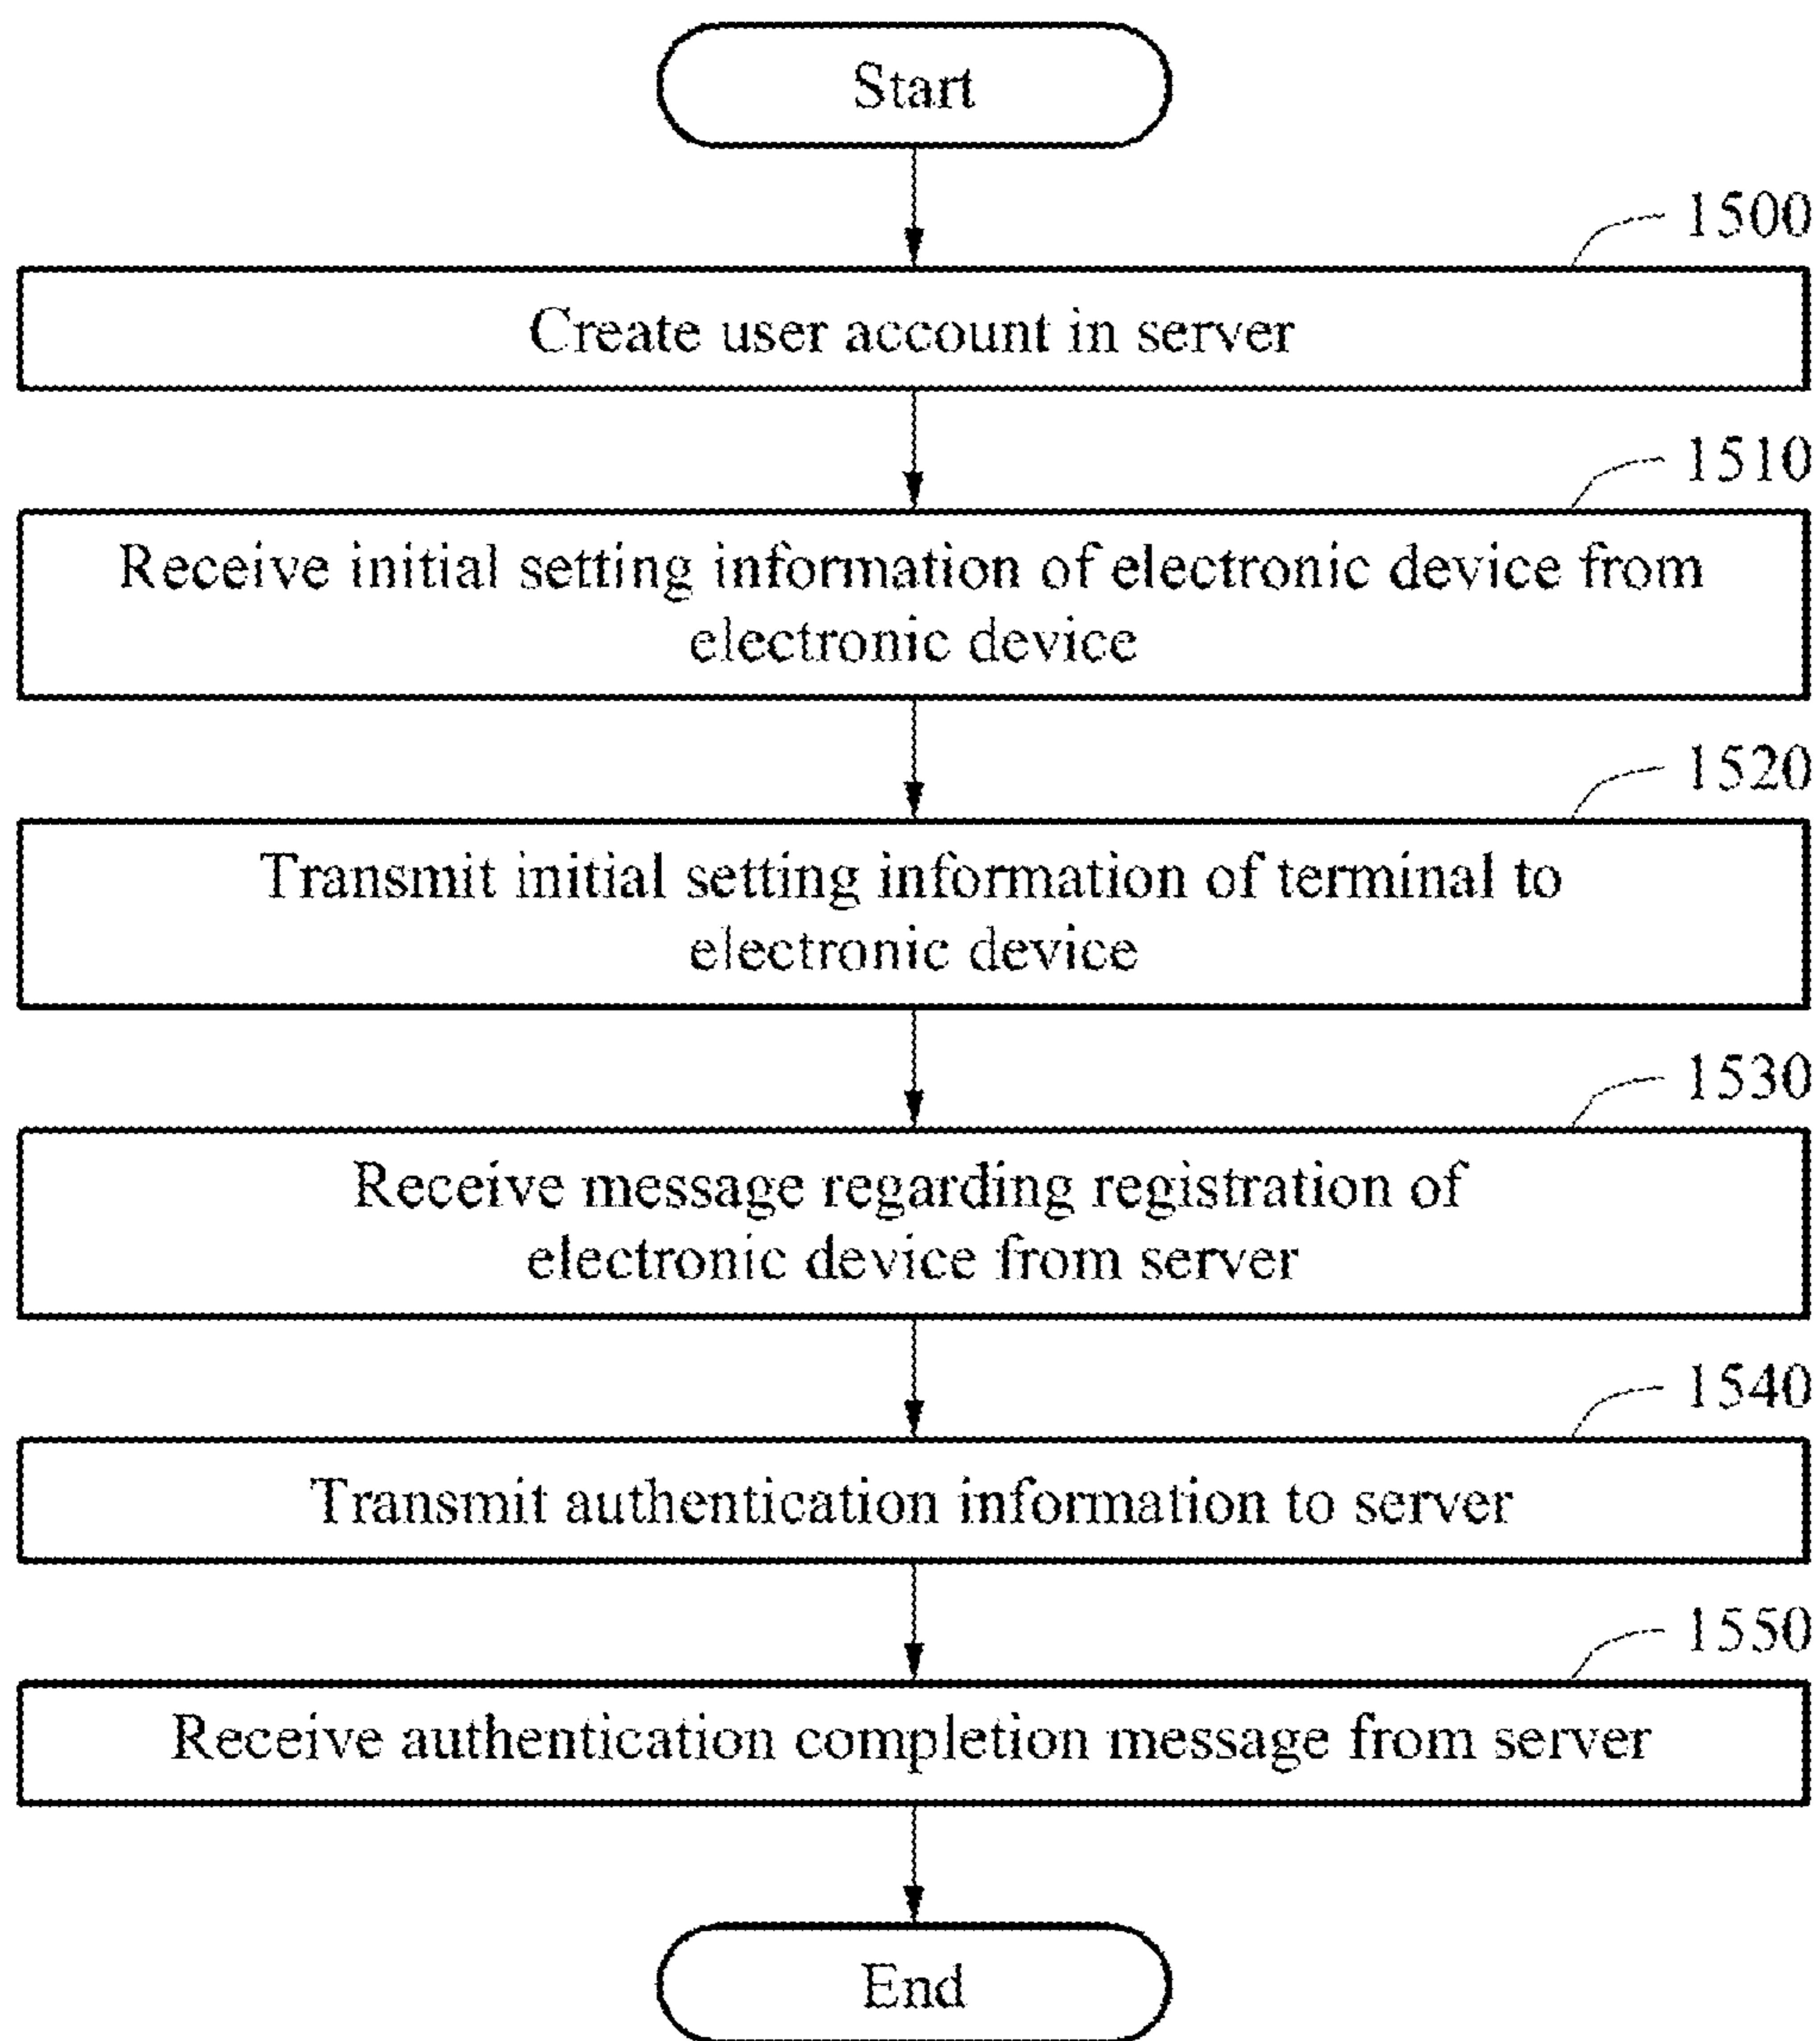 Start
1500
Create user account in server
1510
Receive initial setting information of electronic device from
electronic device
1520
Transmit initial setting information of terminal to
electronic device
1530
Receive message regarding registration of
electronic device from server
1540
Transmit authentication information to server
1550
Receive authentication completion message from server
End